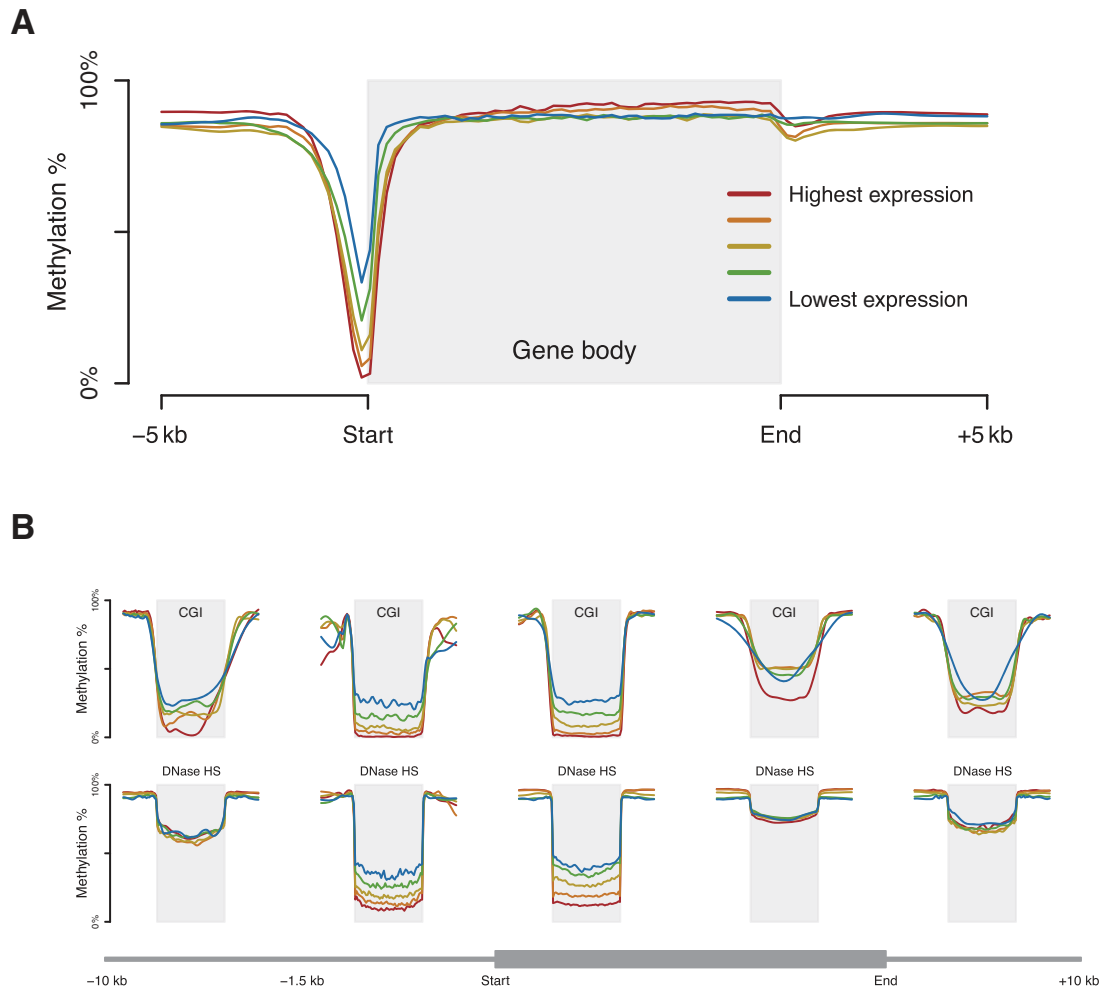 A
100%
Methylation %
0%
Highest expression
Lowest expression
Gene body
−5 kb
Start
End
+5 kb
B
100%
Methylation %
0%
CGI
CGI
CGI
CGI
CGI
DNase HS
DNase HS
DNase HS
DNase HS
DNase HS
100%
Methylation %
0%
−10 kb
−1.5 kb
Start
End
+10 kb